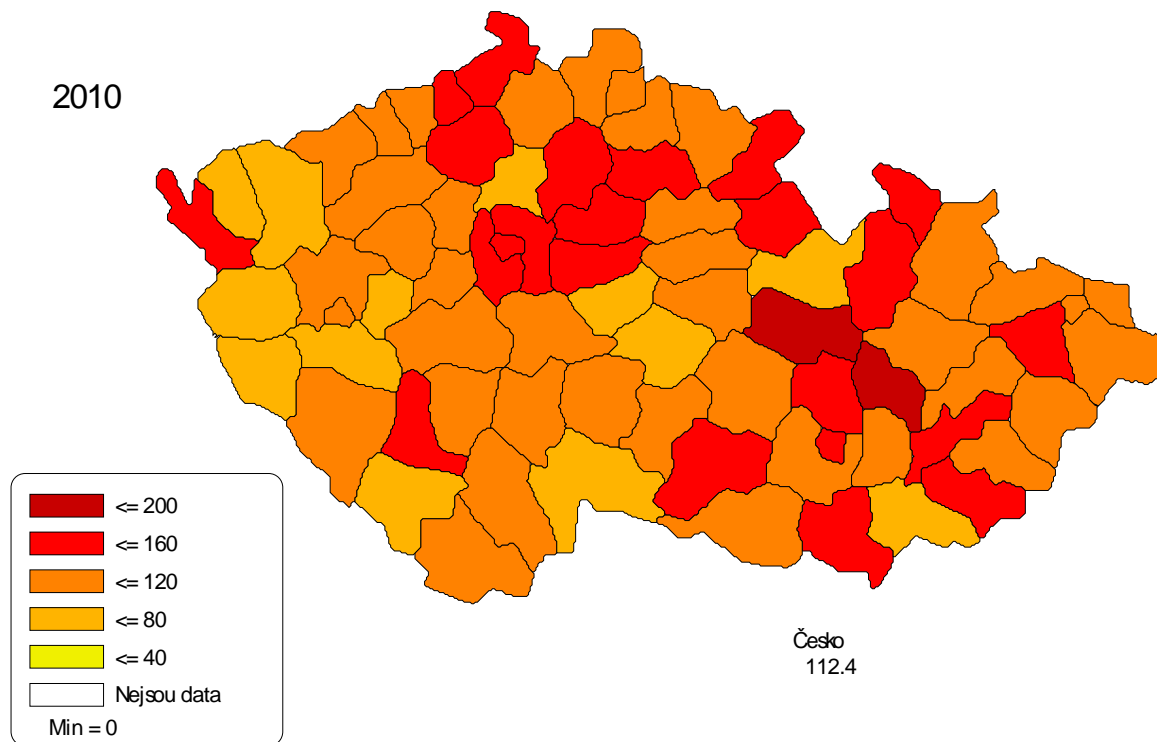 2010
<= 200
<= 160
<= 120
<= 80
<= 40
Nejsou data
Min = 0
Česko
112.4